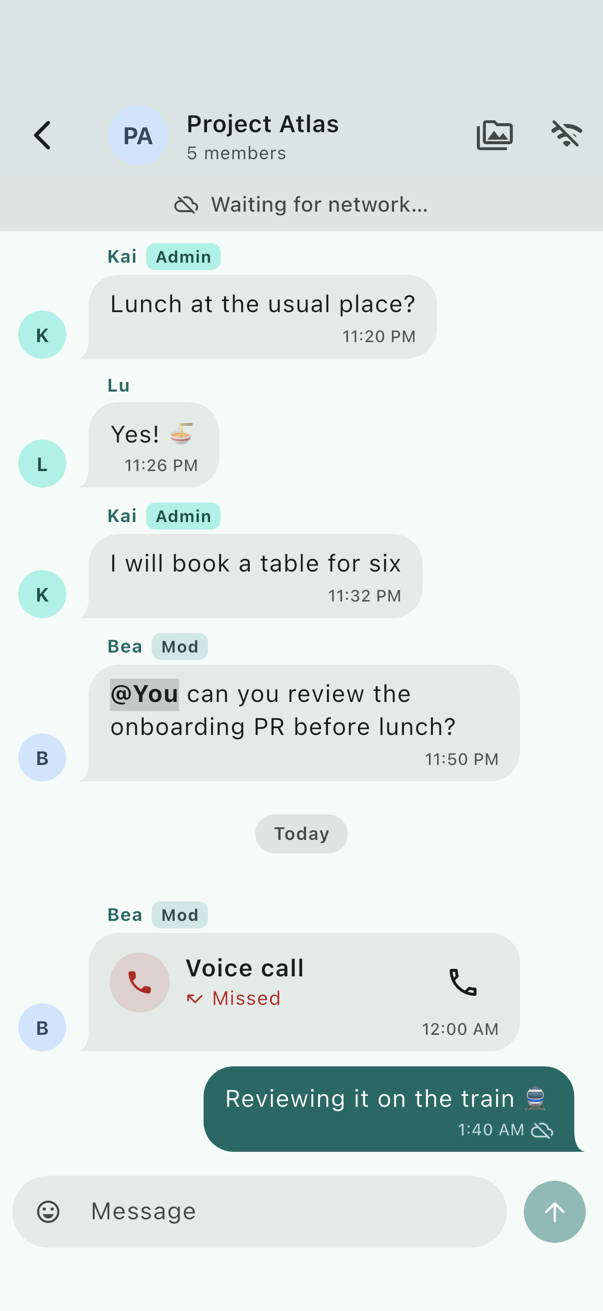 PA
Project Atlas
5 members
Waiting for network...
Kai Admin
Lunch at the usual place?
11:20 PM
K
Lu
Yes! 🍜
11:26 PM
L
Kai Admin
I will book a table for six
11:32 PM
K
Bea Mod
@You can you review the
onboarding PR before lunch?
11:50 PM
B
Today
Bea Mod
Voice call
Missed
12:00 AM
B
Reviewing it on the train 🚆
1:40 AM
Message